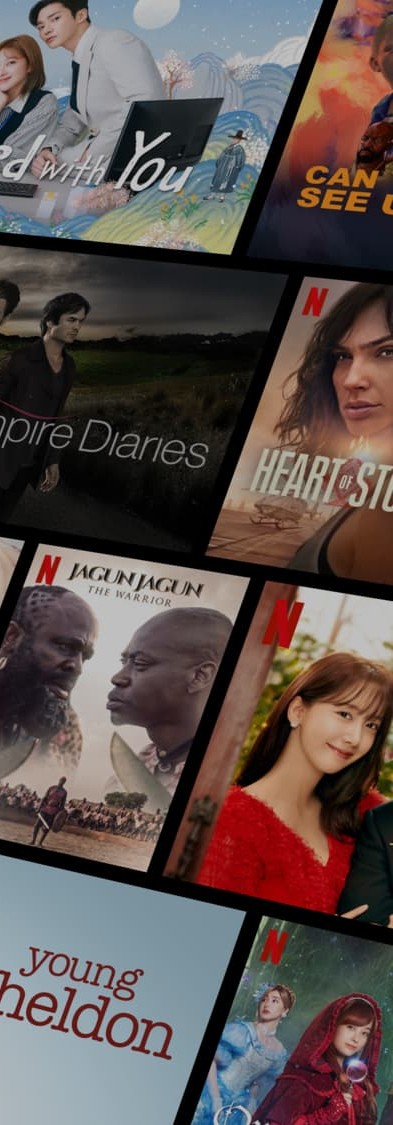 d with You
CAN
SEE U
mpire Diaries
N
HEART OF STO
N
JAGUN JAGUN
THE WARRIOR
N
young
heldon
N